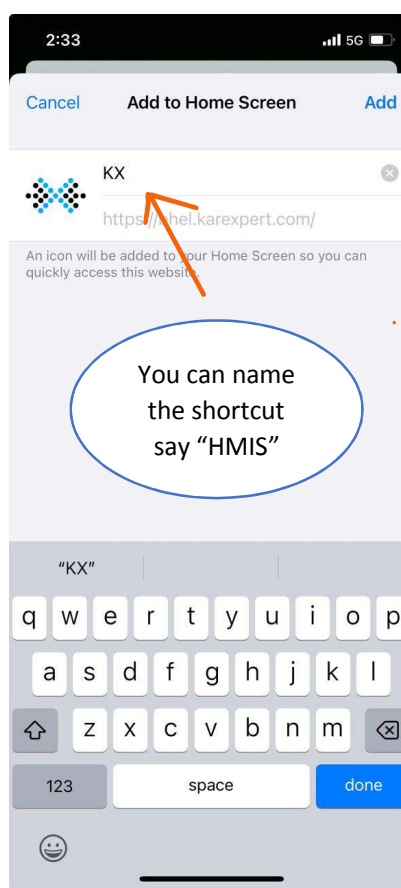 2:33
5G
Cancel
Add to Home Screen
Add
KX
https://bhel.karexpert.com/
An icon will be added to your Home Screen so you can
quickly access this website.
You can name
the shortcut
say “HMIS”
“KX”
q w e r t y u i o p
a s d f g h j k l
z x c v b n m
123
space
done